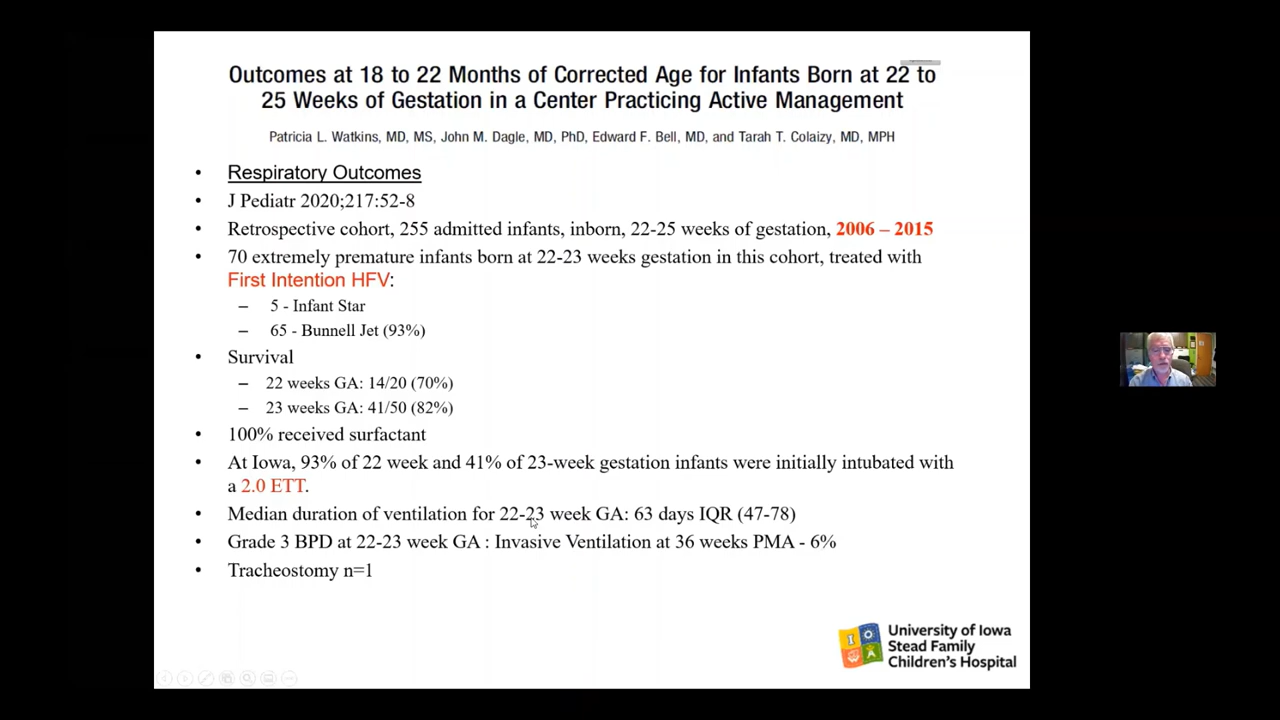 Outcomes at 18 to 22 Months of Corrected Age for Infants Born at 22 to
25 Weeks of Gestation in a Center Practicing Active Management
Patricia L. Watkins, MD, MS, John M. Dagle, MD, PhD, Edward F. Bell, MD, and Tarah T. Colaizy, MD, MPH
• Respiratory Outcomes
• J Pediatr 2020;217:52-8
• Retrospective cohort, 255 admitted infants, inborn, 22-25 weeks of gestation, 2006 – 2015
• 70 extremely premature infants born at 22-23 weeks gestation in this cohort, treated with
First Intention HFV:
– 5 - Infant Star
– 65 - Bunnell Jet (93%)
• Survival
– 22 weeks GA: 14/20 (70%)
– 23 weeks GA: 41/50 (82%)
• 100% received surfactant
• At Iowa, 93% of 22 week and 41% of 23-week gestation infants were initially intubated with
a 2.0 ETT.
• Median duration of ventilation for 22-23 week GA: 63 days IQR (47-78)
• Grade 3 BPD at 22-23 week GA : Invasive Ventilation at 36 weeks PMA - 6%
• Tracheostomy n=1
University of Iowa
Stead Family
Children's Hospital